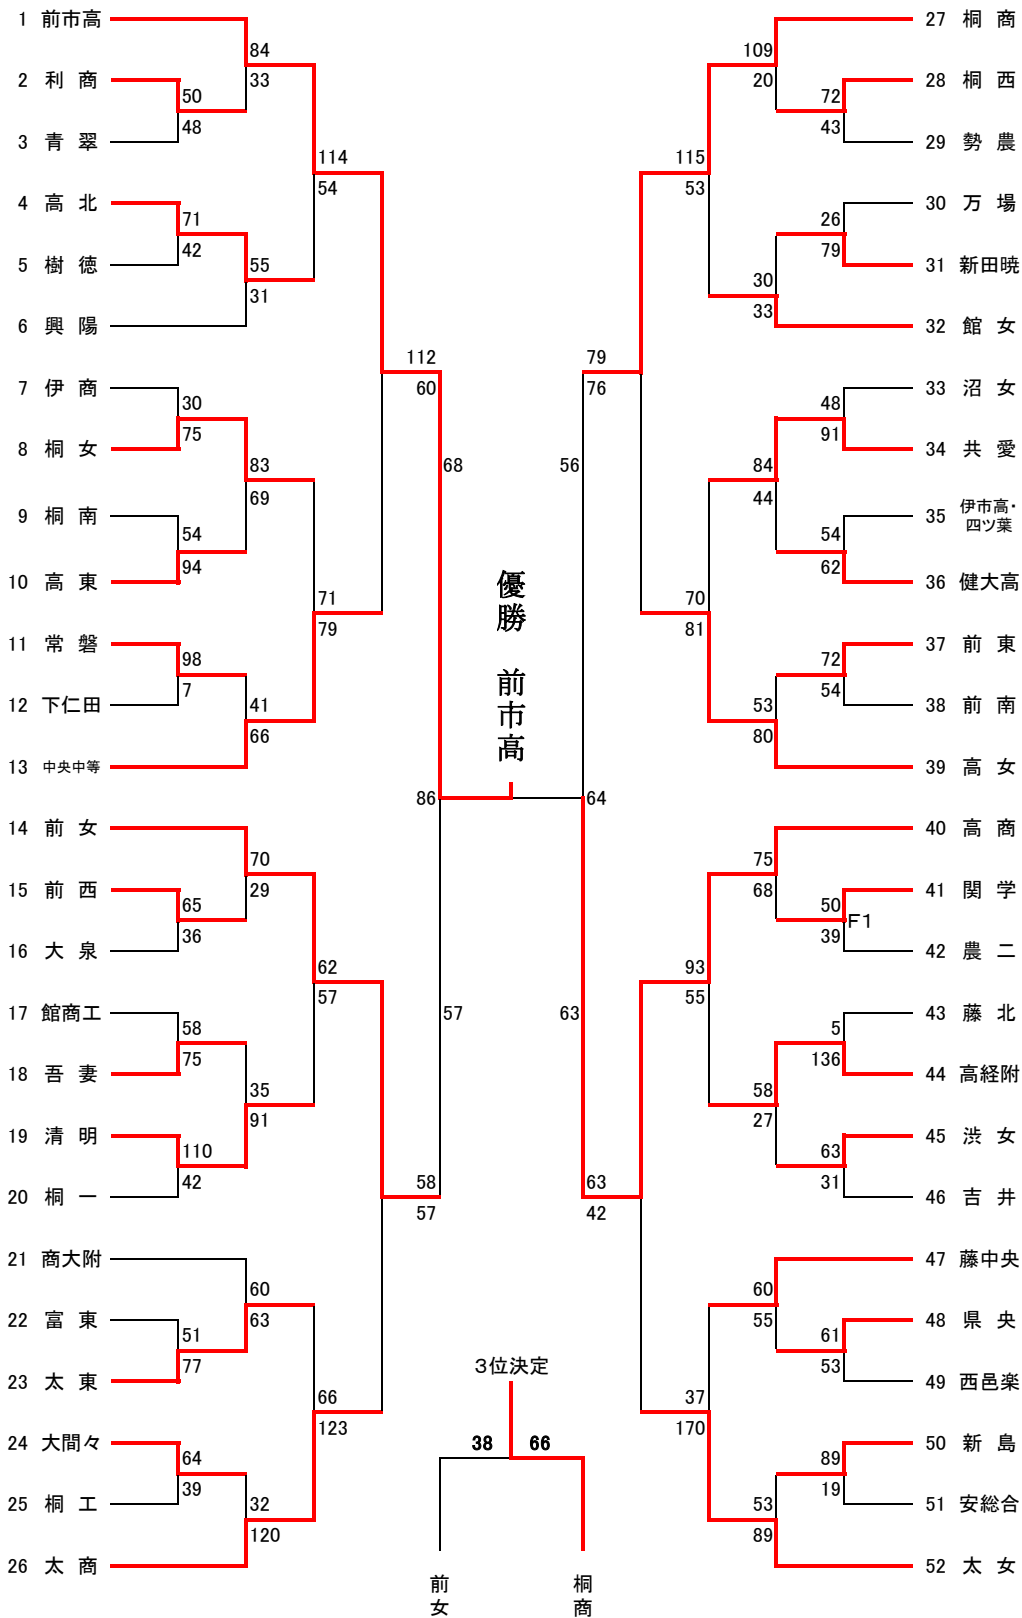 1 前市高
2 利 商
3 青 翠
4 高 北
5 樹 徳
6 興 陽
7 伊 商
8 桐 女
9 桐 南
10 高 東
11 常 磐
12 下仁田
13 中央中等
14 前 女
15 前 西
16 大 泉
17 館商工
18 吾 妻
19 清 明
20 桐 一
21 商大附
22 富 東
23 太 東
24 大間々
25 桐 工
26 太 商
50
48
71
42
30
75
54
94
98
7
65
36
58
75
110
42
51
77
64
39
84
33
55
31
83
69
41
66
70
29
35
91
60
63
32
120
114
54
71
79
62
57
66
123
112
60
58
57
68
57
86
優勝 前市高
64
56
63
79
76
63
42
115
53
70
81
93
55
37
170
109
20
30
33
84
44
53
80
75
68
58
27
60
55
53
89
72
43
26
79
48
91
54
62
72
54
50
39
F1
5
136
63
31
61
53
89
19
27 桐 商
28 桐 西
29 勢 農
30 万 場
31 新田暁
32 館 女
33 沼 女
34 共 愛
35 伊市高・
四ツ葉
36 健大高
37 前 東
38 前 南
39 高 女
40 高 商
41 関 学
42 農 二
43 藤 北
44 高経附
45 渋 女
46 吉 井
47 藤中央
48 県 央
49 西邑楽
50 新 島
51 安総合
52 太 女
3位決定
38 66
前女
桐商